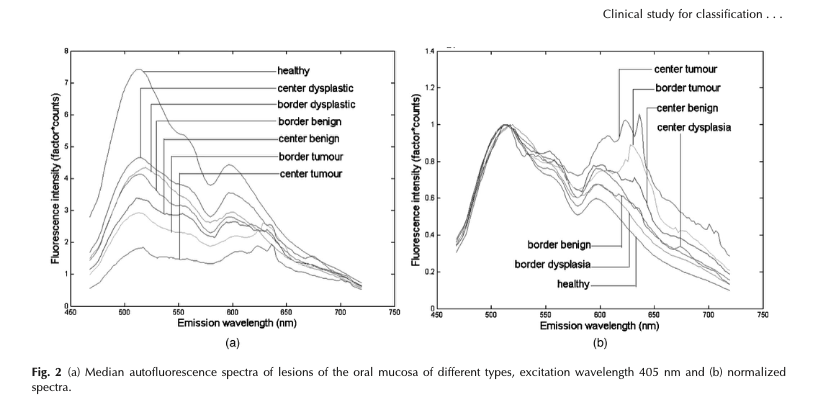 Clinical study for classification . . .
8
7
6
5
4
3
2
1
0
450
500
550
600
650
700
750
Fluorescence intensity (factor*counts)
Emission wavelength (nm)
healthy
center dysplastic
border dysplastic
border benign
center benign
border tumour
center tumour
(a)
1.4
1.2
1
0.8
0.6
0.4
0.2
0
450
500
550
600
650
700
750
Fluorescence intensity (factor*counts)
Emission wavelength (nm)
center tumour
border tumour
center benign
center dysplasia
border benign
border dysplasia
healthy
(b)
Fig. 2 (a) Median autofluorescence spectra of lesions of the oral mucosa of different types, excitation wavelength 405 nm and (b) normalized
spectra.